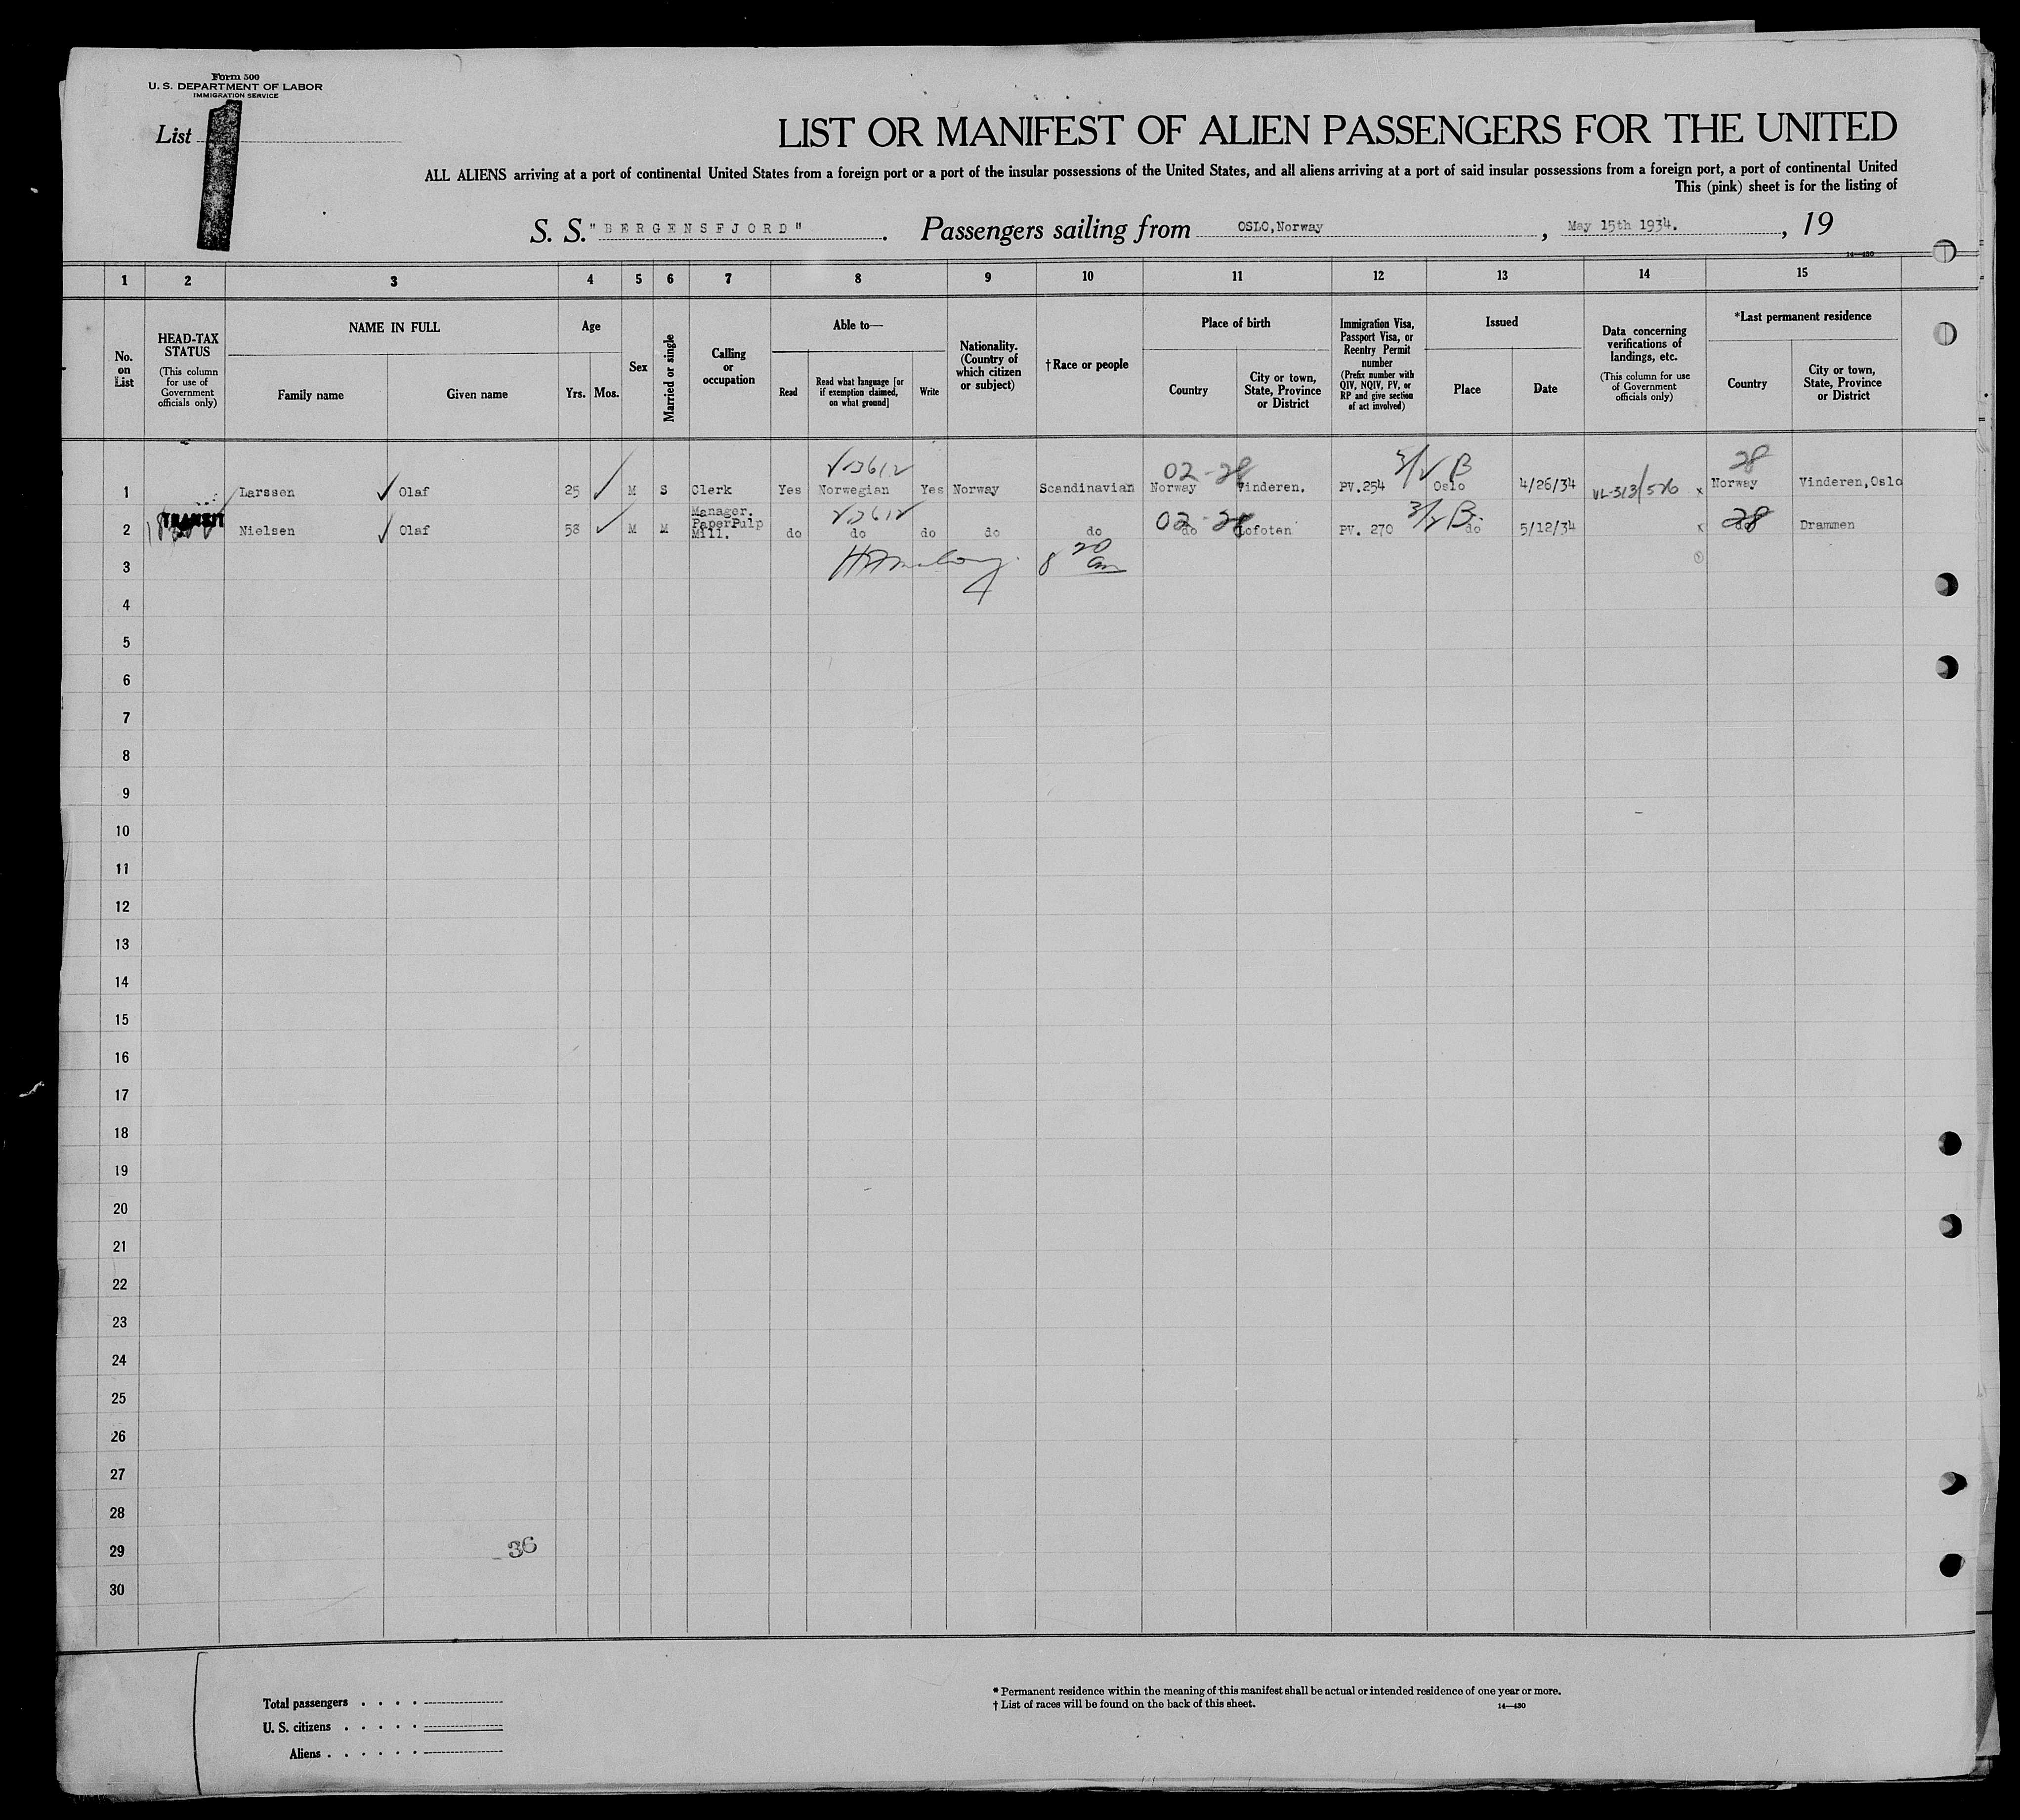 Form 500
U. S. DEPARTMENT OF LABOR
IMMIGRATION SERVICE
List 1
LIST OR MANIFEST OF ALIEN PASSENGERS FOR THE UNITED
ALL ALIENS arriving at a port of continental United States from a foreign port or a port of the insular possessions of the United States, and all aliens arriving at a port of said insular possessions from a foreign port, a port of continental United
This (pink) sheet is for the listing of
S. S. "BERGENSFJORD". Passengers sailing from OSLO,Norway, May 15th 1934., 19
14—430
1 2 3 4 5 6 7 8 9 10 11 12 13 14 15
No. on List
HEAD-TAX STATUS
(This column for use of Government officials only)
NAME IN FULL
Family name
Given name
Age
Yrs.
Mos.
Sex
Married or single
Calling or occupation
Able to—
Read
Read what language [or if exemption claimed, on what ground]
Write
Nationality. (Country of which citizen or subject)
†Race or people
Place of birth
Country
City or town, State, Province or District
Immigration Visa, Passport Visa, or Reentry Permit number
(Prefix number with QIV, NQIV, PV, or RP and give section of act involved)
Issued
Place
Date
Data concerning verifications of landings, etc.
(This column for use of Government officials only)
*Last permanent residence
Country
City or town, State, Province or District
02-28 3/2 B 28
1 Larssen Olaf 25 M S Clerk Yes Norwegian Yes Norway Scandinavian Norway Vinderen. PV.254 Oslo 4/26/34 VL-313/576 x Norway Vinderen,Oslo
02-28 3/2 B. 28
2 TRANSIT Nielsen Olaf 58 M M Manager. PaperPulp Mill. do do do do do do Lofoten PV. 270 do 5/12/34 x do Drammen
3 8 20 am
4
5
6
7
8
9
10
11
12
13
14
15
16
17
18
19
20
21
22
23
24
25
26
27
28
29 36
30
Total passengers . . . .
U. S. citizens . . . . .
Aliens . . . . . .
* Permanent residence within the meaning of this manifest shall be actual or intended residence of one year or more.
† List of races will be found on the back of this sheet.
14—430